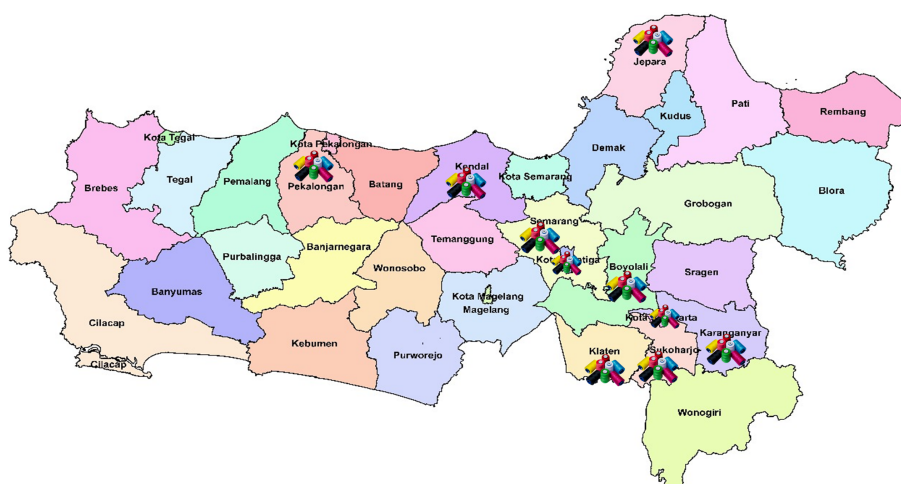 Jepara
Pati
Rembang
Kudus
Kota Tegal
Kota Pekalongan
Demak
Kendal
Kota Semarang
Tegal
Pemalang
Pekalongan
Batang
Brebes
Blora
Grobogan
Semarang
Temanggung
Banjarnegara
Purbalingga
Wonosobo
Boyolali
Sragen
Banyumas
Kota Magelang
Magelang
Cilacap
Karanganyar
Kebumen
Purworejo
Klaten
Sukoharjo
Cilacap
Wonogiri